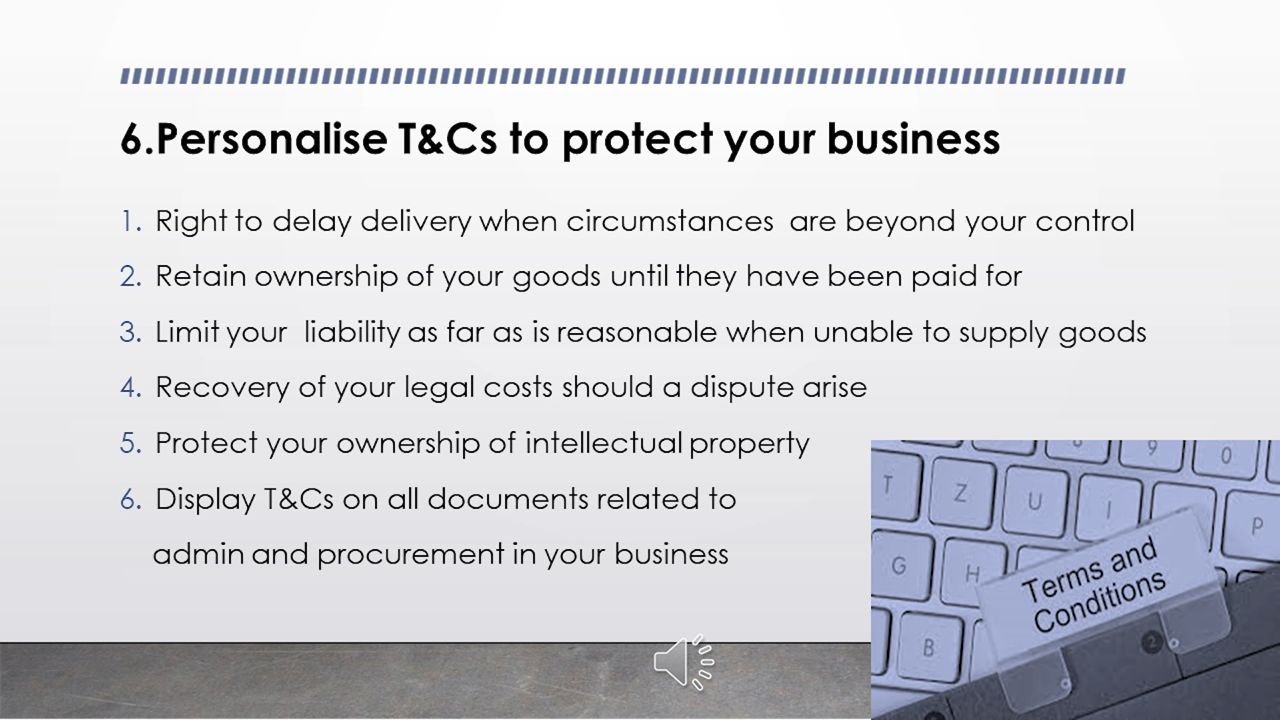 6.Personalise T&Cs to protect your business
1. Right to delay delivery when circumstances  are beyond your control
2. Retain ownership of your goods until they have been paid for
3. Limit your  liability as far as is reasonable when unable to supply goods
4. Recovery of your legal costs should a dispute arise
5. Protect your ownership of intellectual property
6. Display T&Cs on all documents related to
admin and procurement in your business
9 0
T Z U I P
G H
B
Terms and
Conditions
2